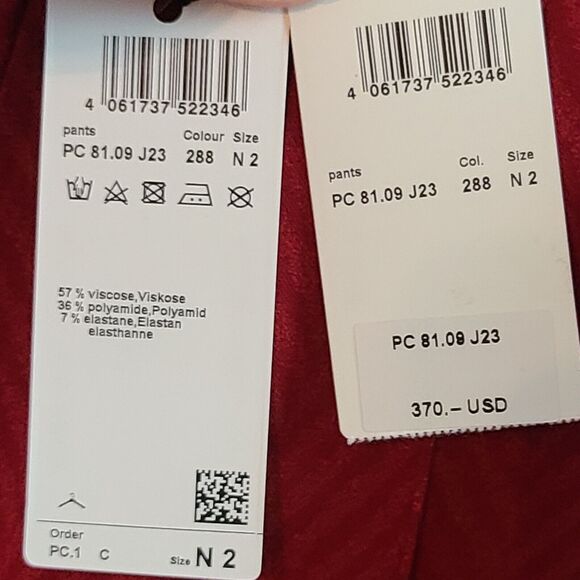 4 061737 522346
pants Colour Size
PC 81.09 J23 288 N 2
57 % viscose,Viskose
36 % polyamide,Polyamid
7 % elastane,Elastan
elasthanne
Order
PC.1 C Size N 2
4 061737 522346
pants Col. Size
PC 81.09 J23 288 N 2
PC 81.09 J23
370.– USD